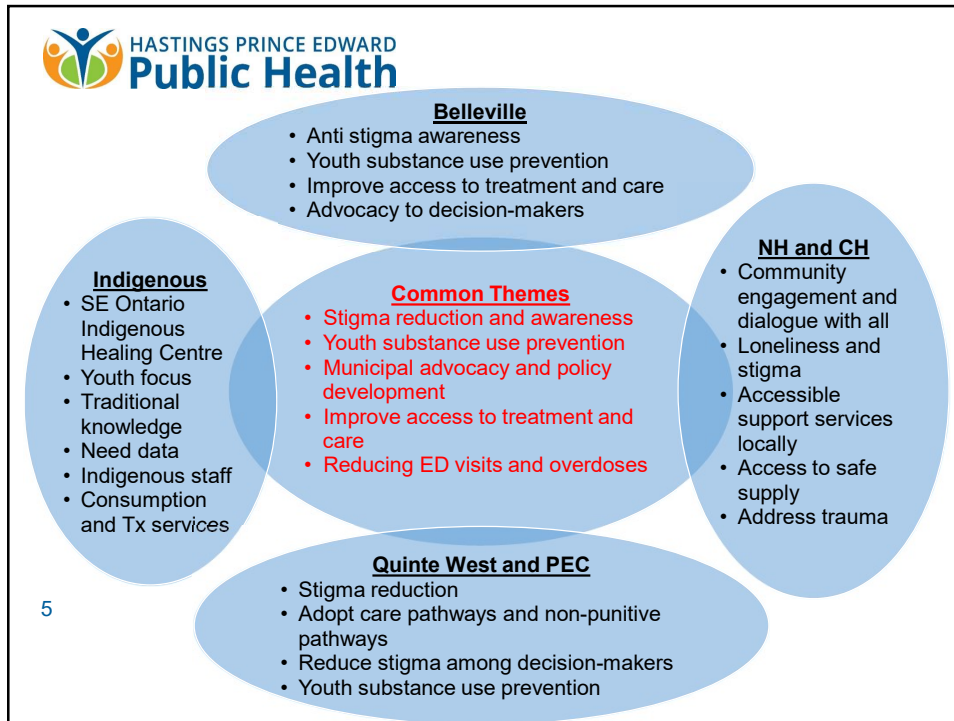 HASTINGS PRINCE EDWARD
Public Health
Belleville
• Anti stigma awareness
• Youth substance use prevention
• Improve access to treatment and care
• Advocacy to decision-makers
Indigenous
• SE Ontario
Indigenous
Healing Centre
• Youth focus
• Traditional
knowledge
• Need data
• Indigenous staff
• Consumption
and Tx services
Common Themes
• Stigma reduction and awareness
• Youth substance use prevention
• Municipal advocacy and policy
development
• Improve access to treatment and
care
• Reducing ED visits and overdoses
NH and CH
• Community
engagement and
dialogue with all
• Loneliness and
stigma
• Accessible
support services
locally
• Access to safe
supply
• Address trauma
Quinte West and PEC
• Stigma reduction
• Adopt care pathways and non-punitive
pathways
• Reduce stigma among decision-makers
• Youth substance use prevention
5